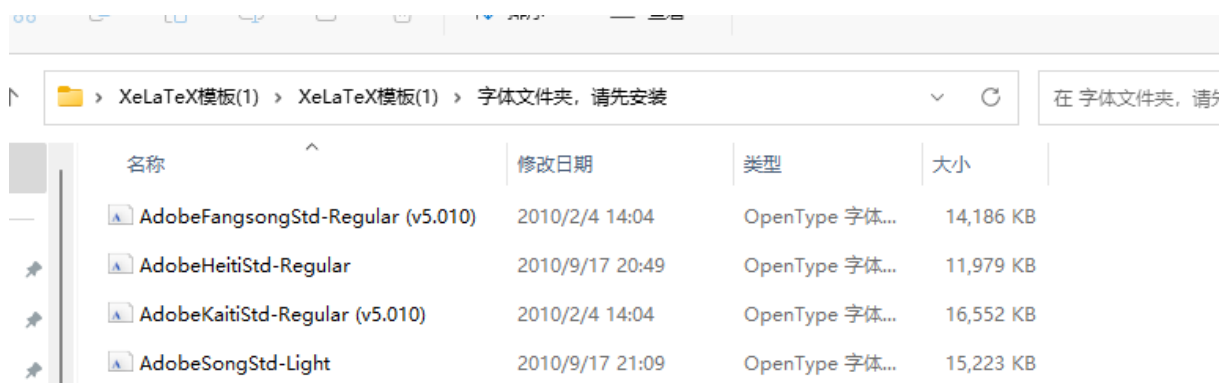 XeLaTeX模板(1) › XeLaTeX模板(1) › 字体文件夹，请先安装
在 字体文件夹，请
名称 修改日期 类型 大小
AdobeFangsongStd-Regular (v5.010) 2010/2/4 14:04 OpenType 字体... 14,186 KB
AdobeHeitiStd-Regular 2010/9/17 20:49 OpenType 字体... 11,979 KB
AdobeKaitiStd-Regular (v5.010) 2010/2/4 14:04 OpenType 字体... 16,552 KB
AdobeSongStd-Light 2010/9/17 21:09 OpenType 字体... 15,223 KB